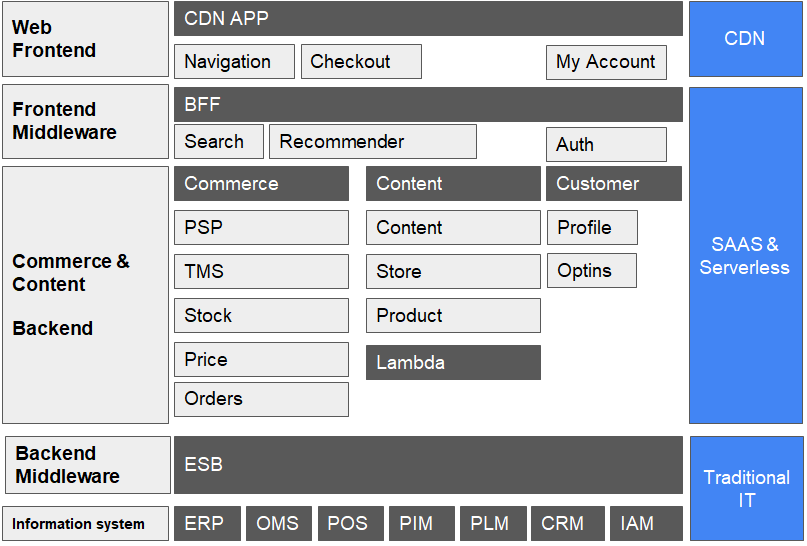 Web
Frontend
CDN APP
CDN
Navigation
Checkout
My Account
Frontend
Middleware
BFF
Search
Recommender
Auth
Commerce &
Content
Backend
Commerce
Content
Customer
PSP
Content
Profile
TMS
Store
Optins
Stock
Product
Price
Lambda
Orders
SAAS &
Serverless
Backend
Middleware
ESB
Traditional
IT
Information system
ERP
OMS
POS
PIM
PLM
CRM
IAM